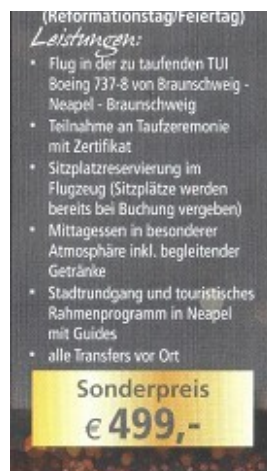 (Reformationstag/Feiertag)
Leistungen:
• Flug in der zu taufenden TUI
Boeing 737-8 von Braunschweig -
Neapel - Braunschweig
• Teilnahme an Taufzeremonie
mit Zertifikat
• Sitzplatzreservierung im
Flugzeug (Sitzplätze werden
bereits bei Buchung vergeben)
• Mittagessen in besonderer
Atmosphäre inkl. begleitender
Getränke
• Stadtrundgang und touristisches
Rahmenprogramm in Neapel
mit Guides
• alle Transfers vor Ort
Sonderpreis
€ 499,-